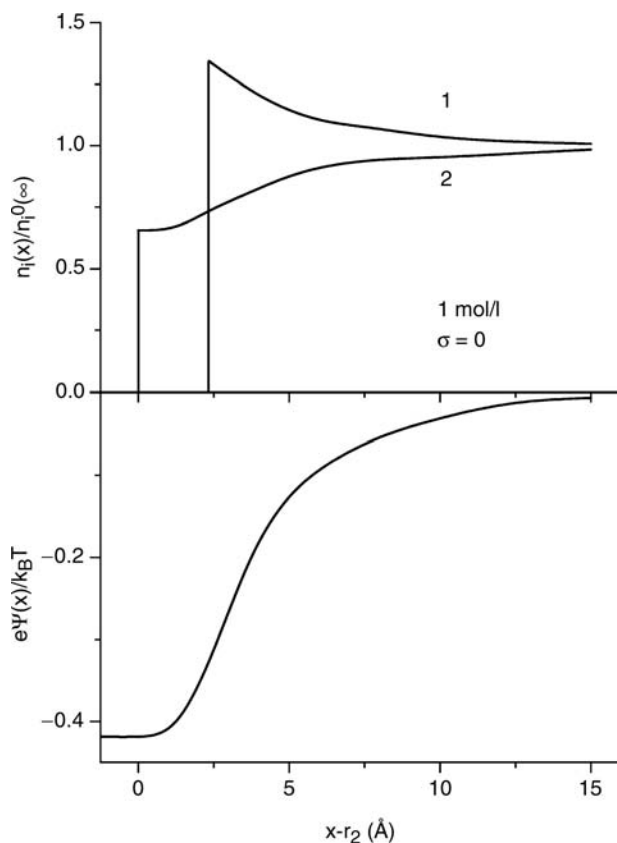 1.5
1.0
0.5
0.0
n_i(x)/n_i^0(∞)
1
2
1 mol/l
σ = 0
−0.2
−0.4
eΨ(x)/k_BT
0
5
10
15
x-r_2 (Å)